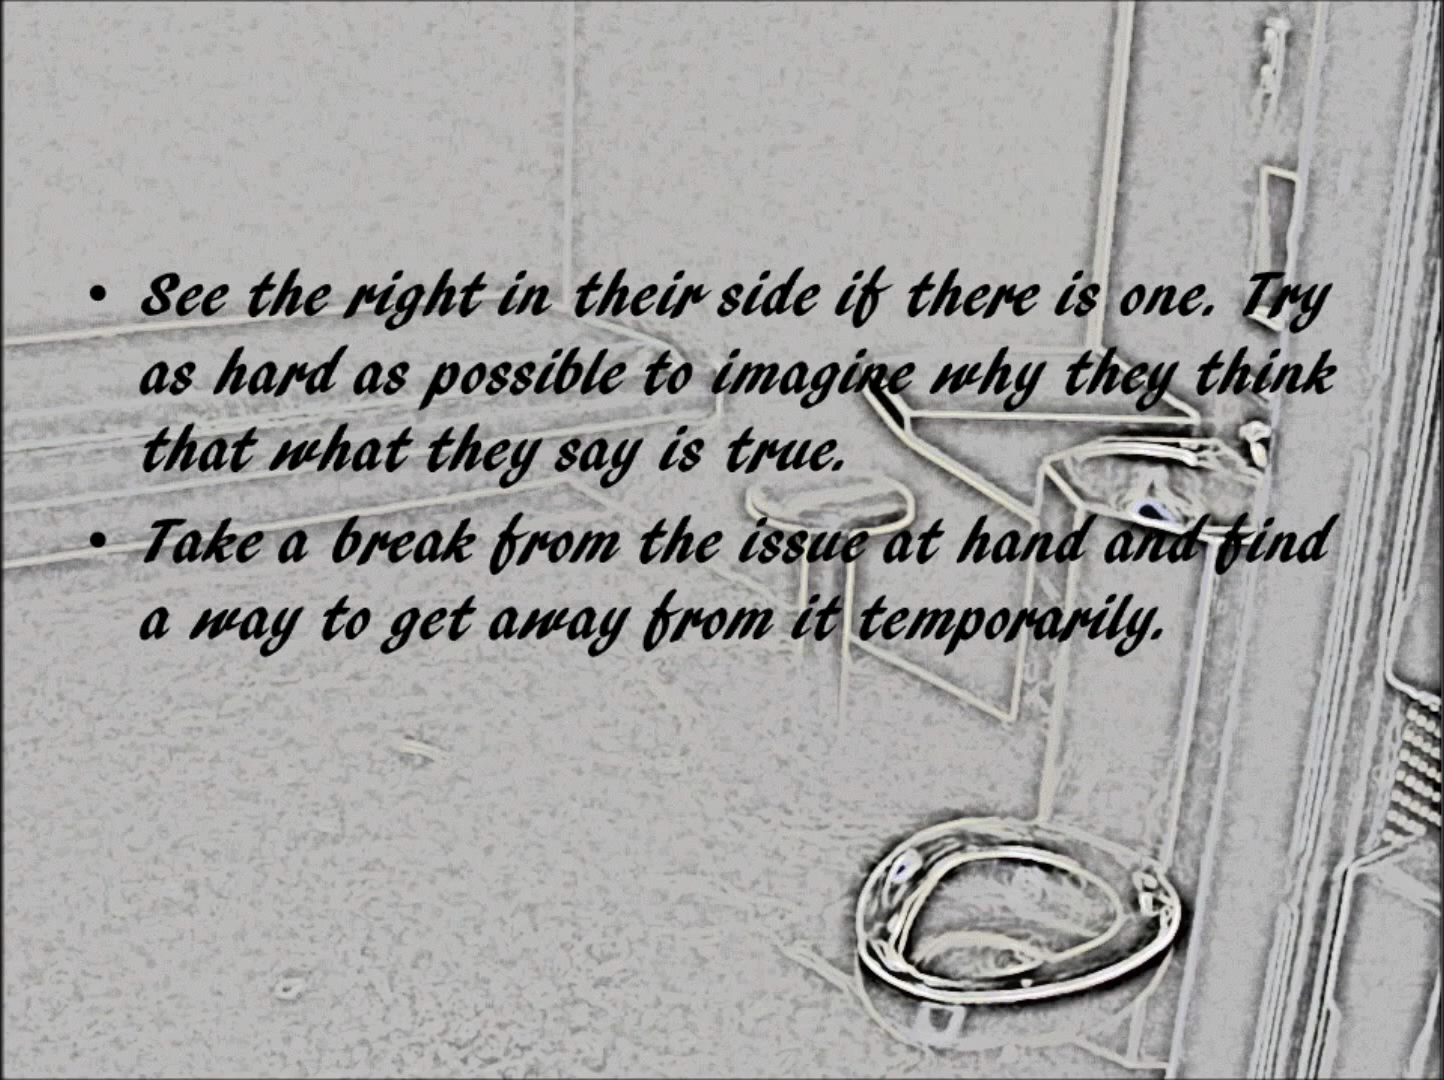 • See the right in their side if there is one. Try
as hard as possible to imagine why they think
that what they say is true.
• Take a break from the issue at hand and find
a way to get away from it temporarily.